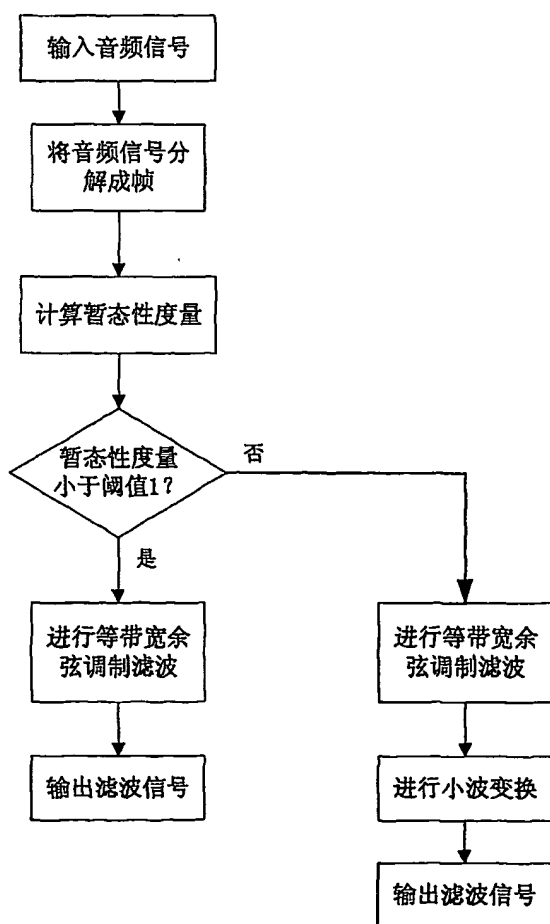 输入音频信号
将音频信号分
解成帧
计算暂态性度量
暂态性度量
小于阈值1？
否
是
进行等带宽余
弦调制滤波
进行等带宽余
弦调制滤波
输出滤波信号
进行小波变换
输出滤波信号